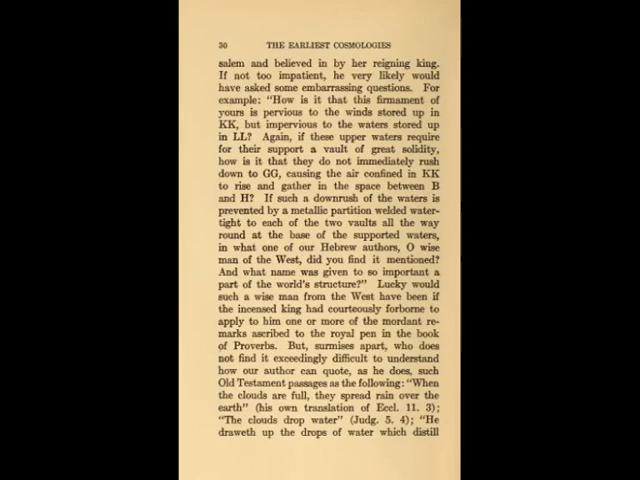 30 THE EARLIEST COSMOLOGIES
salem and believed in by her reigning king.
If not too impatient, he very likely would
have asked some embarrassing questions. For
example: "How is it that this firmament of
yours is pervious to the winds stored up in
KK, but impervious to the waters stored up
in LL? Again, if these upper waters require
for their support a vault of great solidity,
how is it that they do not immediately rush
down to GG, causing the air confined in KK
to rise and gather in the space between B
and H? If such a downrush of the waters is
prevented by a metallic partition welded water-
tight to each of the two vaults all the way
round at the base of the supported waters,
in what one of our Hebrew authors, O wise
man of the West, did you find it mentioned?
And what name was given to so important a
part of the world's structure?" Lucky would
such a wise man from the West have been if
the incensed king had courteously forborne to
apply to him one or more of the mordant re-
marks ascribed to the royal pen in the book
of Proverbs. But, surmises apart, who does
not find it exceedingly difficult to understand
how our author can quote, as he does, such
Old Testament passages as the following: "When
the clouds are full, they spread rain over the
earth" (his own translation of Eccl. 11. 3);
"The clouds drop water" (Judg. 5. 4); "He
draweth up the drops of water which distill